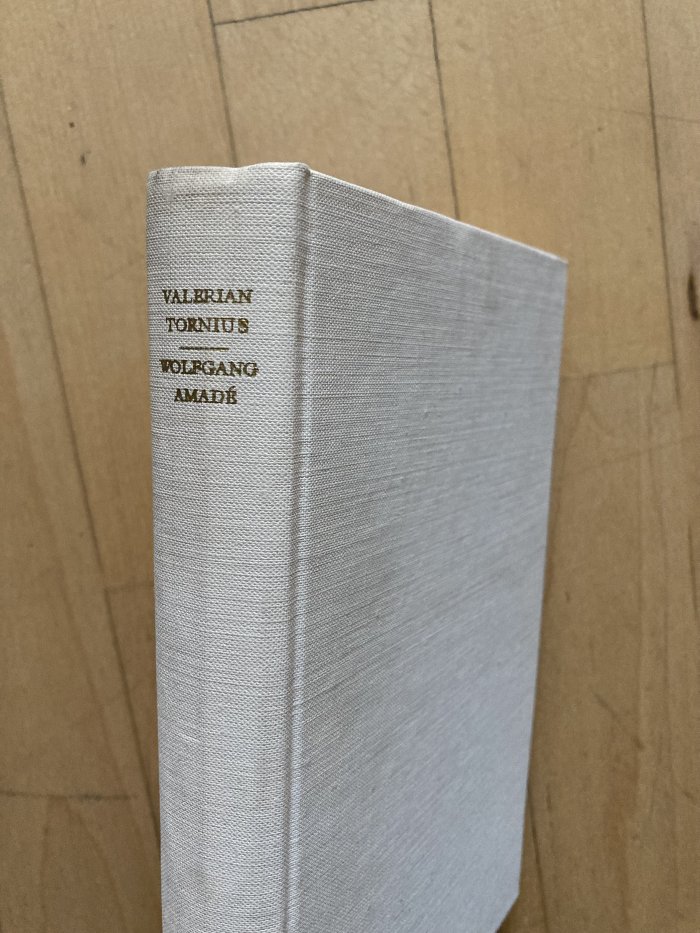 VALERIAN
TORNIUS
WOLFGANG
AMADÉ